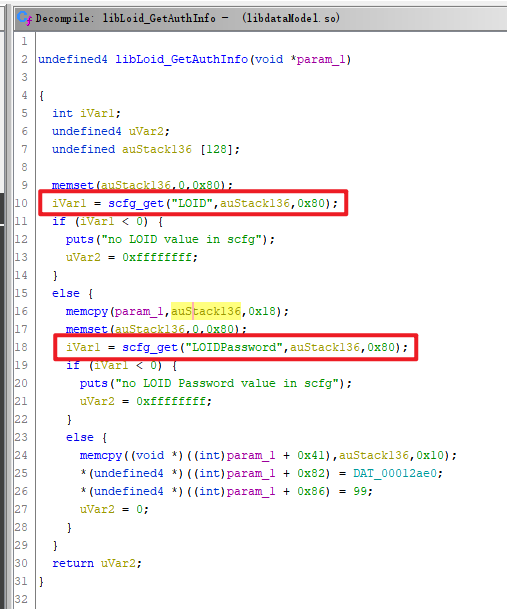 Decompile: libLoid_GetAuthInfo - (libdataModel.so)
1
2 undefined4 libLoid_GetAuthInfo(void *param_1)
3
4 {
5 int iVar1;
6 undefined4 uVar2;
7 undefined auStack136 [128];
8
9 memset(auStack136,0,0x80);
10 iVar1 = scfg_get("LOID",auStack136,0x80);
11 if (iVar1 < 0) {
12 puts("no LOID value in scfg");
13 uVar2 = 0xffffffff;
14 }
15 else {
16 memcpy(param_1,auStack136,0x18);
17 memset(auStack136,0,0x80);
18 iVar1 = scfg_get("LOIDPassword",auStack136,0x80);
19 if (iVar1 < 0) {
20 puts("no LOID Password value in scfg");
21 uVar2 = 0xffffffff;
22 }
23 else {
24 memcpy((void *)((int)param_1 + 0x41),auStack136,0x10);
25 *(undefined4 *)((int)param_1 + 0x82) = DAT_00012ae0;
26 *(undefined4 *)((int)param_1 + 0x86) = 99;
27 uVar2 = 0;
28 }
29 }
30 return uVar2;
31 }
32